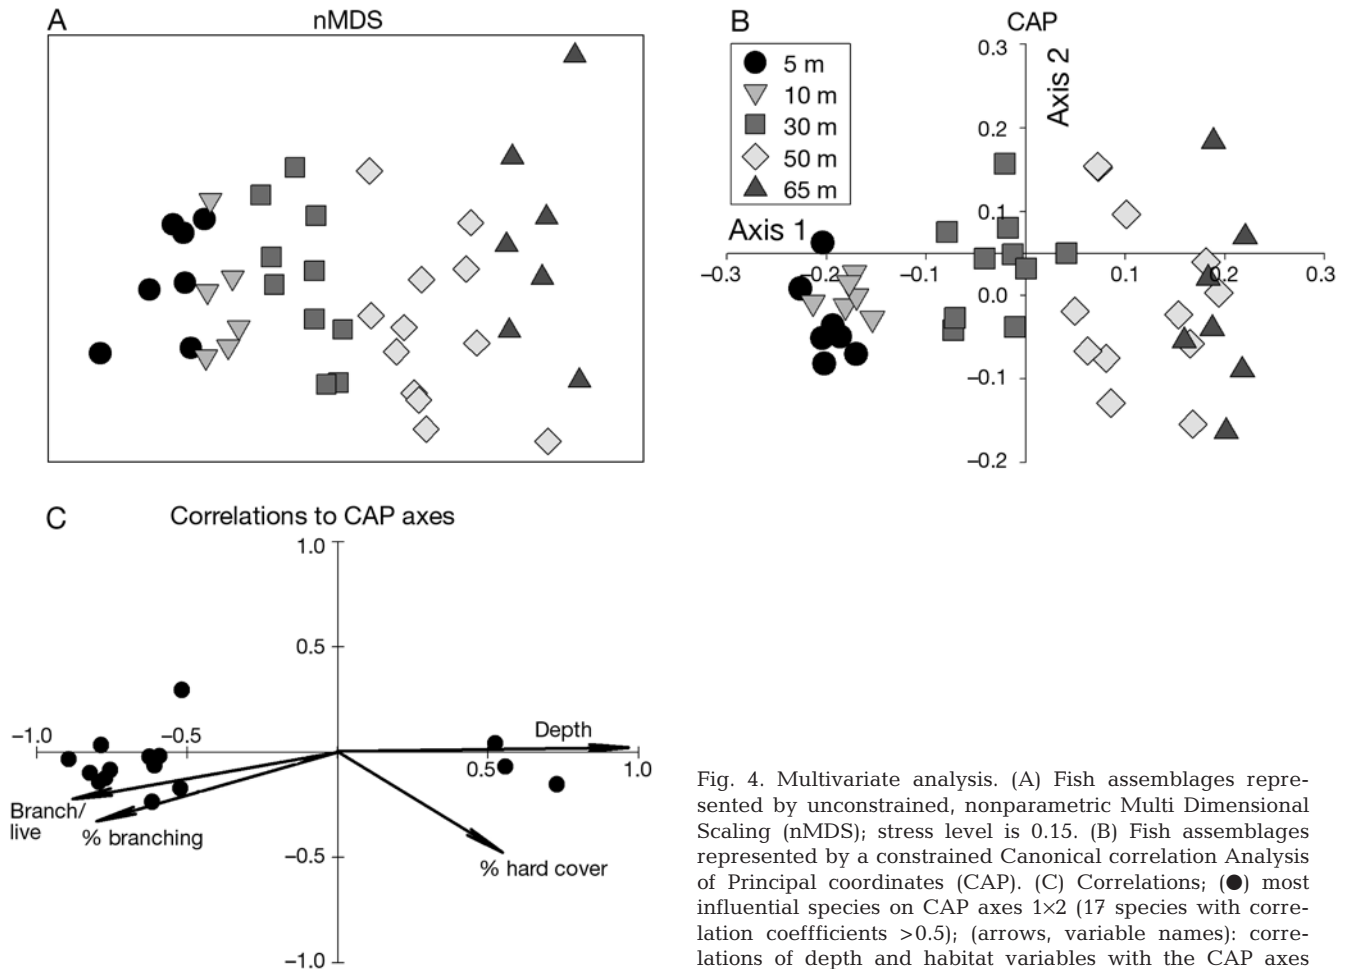 A
nMDS
B
CAP
5 m
10 m
30 m
50 m
65 m
Axis 2
Axis 1
0.3
0.2
0.1
0.0
–0.1
–0.2
–0.3
–0.2
–0.1
0.1
0.2
0.3
C
Correlations to CAP axes
1.0
0.5
–0.5
–1.0
–1.0
–0.5
0.5
1.0
Depth
Branch/
live
% branching
% hard cover
Fig. 4. Multivariate analysis. (A) Fish assemblages repre-
sented by unconstrained, nonparametric Multi Dimensional
Scaling (nMDS); stress level is 0.15. (B) Fish assemblages
represented by a constrained Canonical correlation Analysis
of Principal coordinates (CAP). (C) Correlations; (●) most
influential species on CAP axes 1×2 (17 species with corre-
lation coeffficients >0.5); (arrows, variable names): corre-
lations of depth and habitat variables with the CAP axes